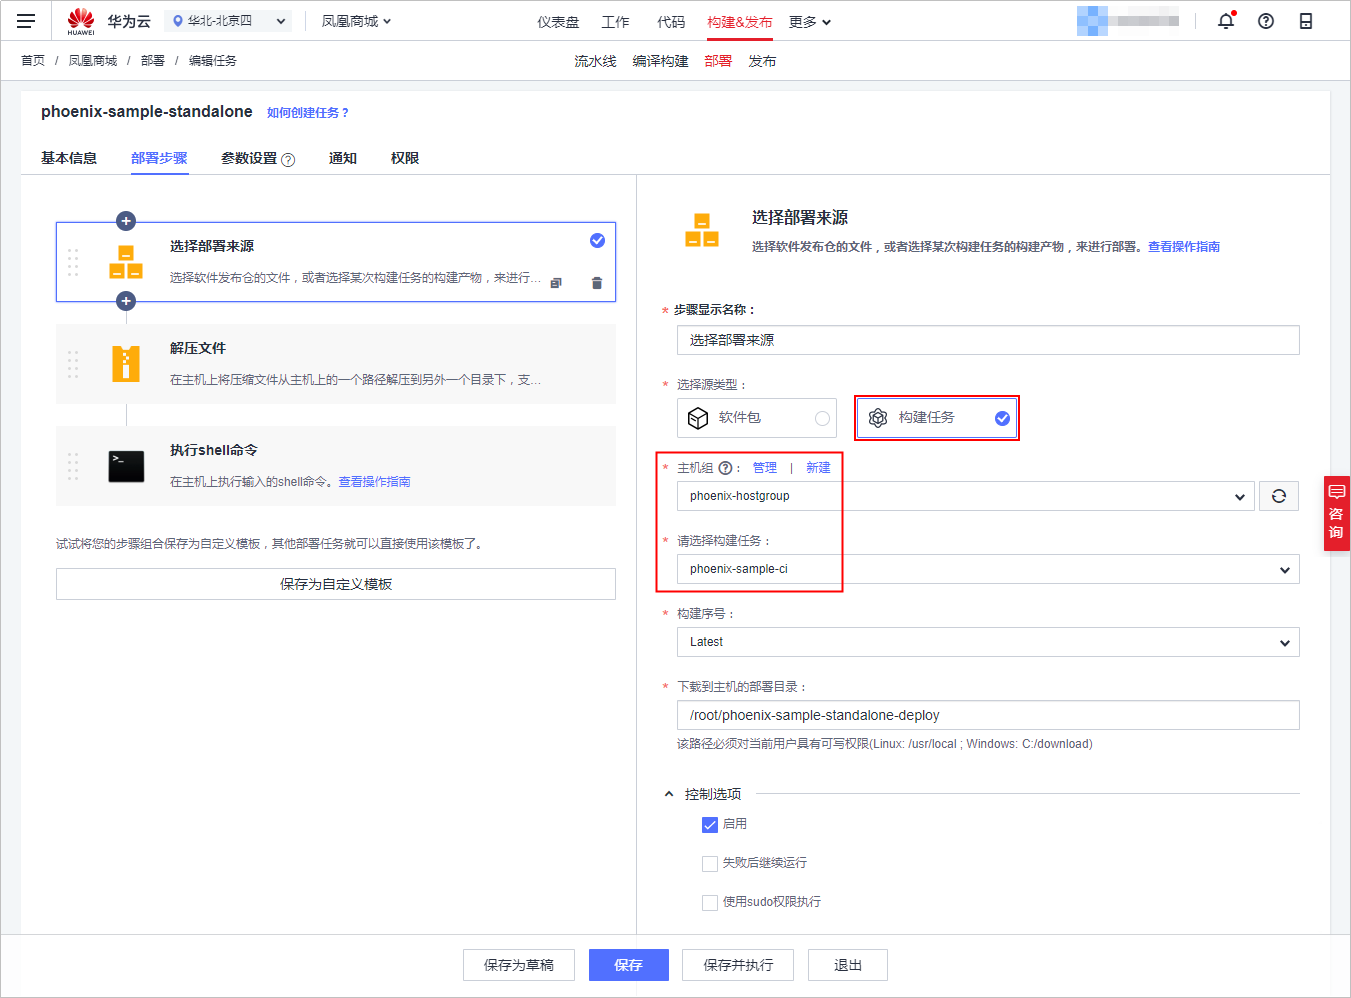 HUAWEI 华为云 华北-北京四 凤凰商城 仪表盘 工作 代码 构建&发布 更多
首页 / 凤凰商城 / 部署 / 编辑任务 流水线 编译构建 部署 发布
phoenix-sample-standalone 如何创建任务？
基本信息 部署步骤 参数设置 ? 通知 权限
选择部署来源
选择软件发布仓的文件，或者选择某次构建任务的构建产物，来进行...
解压文件
在主机上将压缩文件从主机上的一个路径解压到另外一个目录下，支...
执行shell命令
在主机上执行输入的shell命令。查看操作指南
试试将您的步骤组合保存为自定义模板，其他部署任务就可以直接使用该模板了。
保存为自定义模板
选择部署来源
选择软件发布仓的文件，或者选择某次构建任务的构建产物，来进行部署。查看操作指南
* 步骤显示名称：
选择部署来源
* 选择源类型：
软件包 构建任务
* 主机组 ? ： 管理 | 新建
phoenix-hostgroup
* 请选择构建任务：
phoenix-sample-ci
* 构建序号：
Latest
* 下载到主机的部署目录：
/root/phoenix-sample-standalone-deploy
该路径必须对当前用户具有可写权限(Linux: /usr/local ; Windows: C:/download)
控制选项
启用
失败后继续运行
使用sudo权限执行
咨
询
保存为草稿 保存 保存并执行 退出